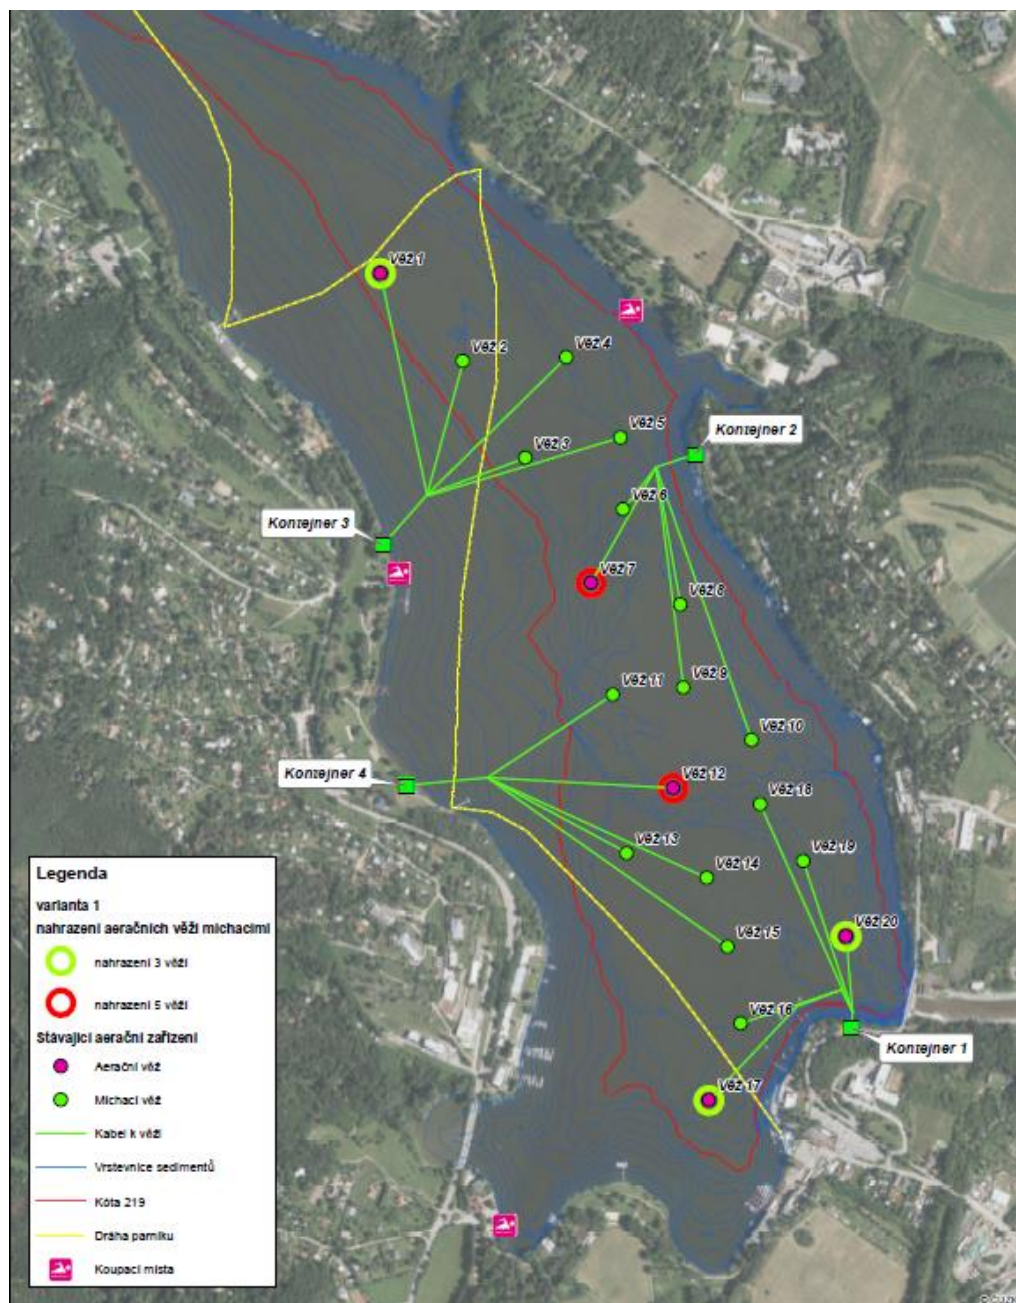 Věž 1
Věž 2
Věž 4
Věž 5
Věž 3
Kontejner 2
Věž 6
Kontejner 3
Věž 7
Věž 8
Věž 9
Věž 11
Věž 10
Kontejner 4
Věž 12
Věž 18
Věž 13
Věž 19
Věž 14
Věž 20
Věž 15
Věž 16
Kontejner 1
Věž 17
Legenda
varianta 1
nahrazení aeračních věží míchacími
nahrazení 3 věží
nahrazení 5 věží
Stávající aerační zařízení
Aerační věž
Míchací věž
Kabel k věži
Vrstevnice sedimentů
Kóta 219
Dráha parníku
Koupací místa